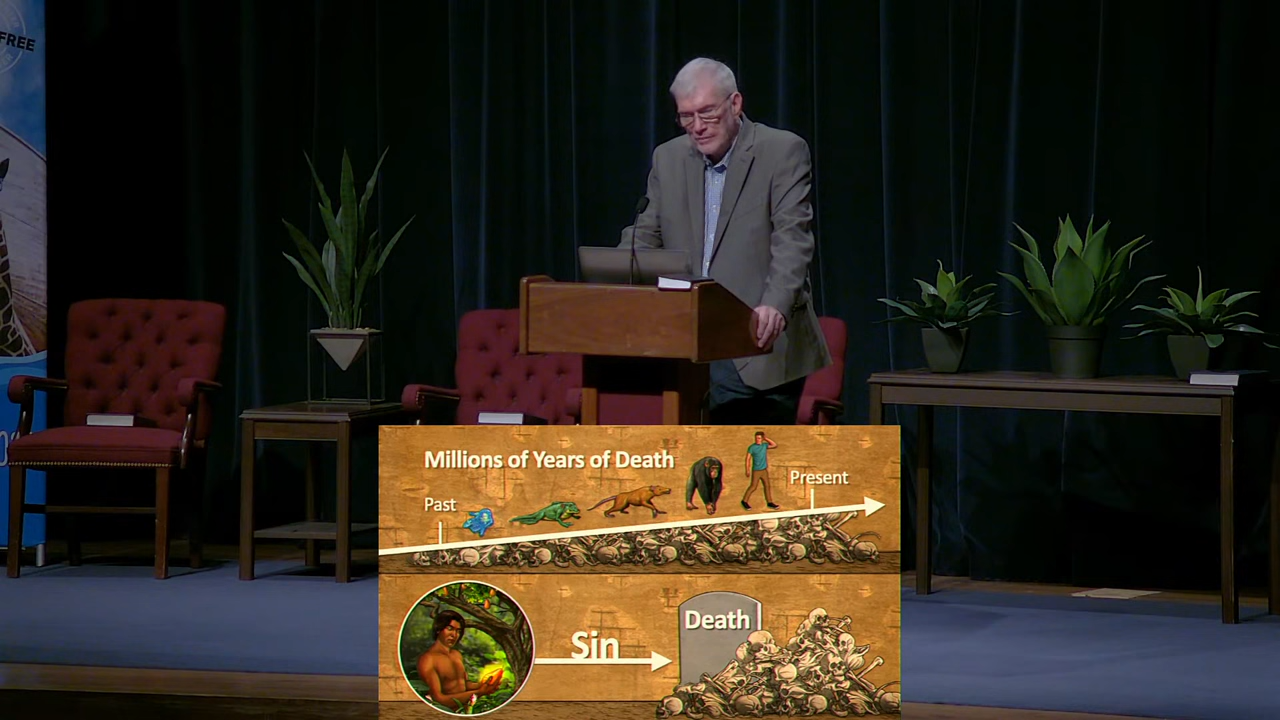 FREE
Millions of Years of Death
Past
Present
Sin
Death